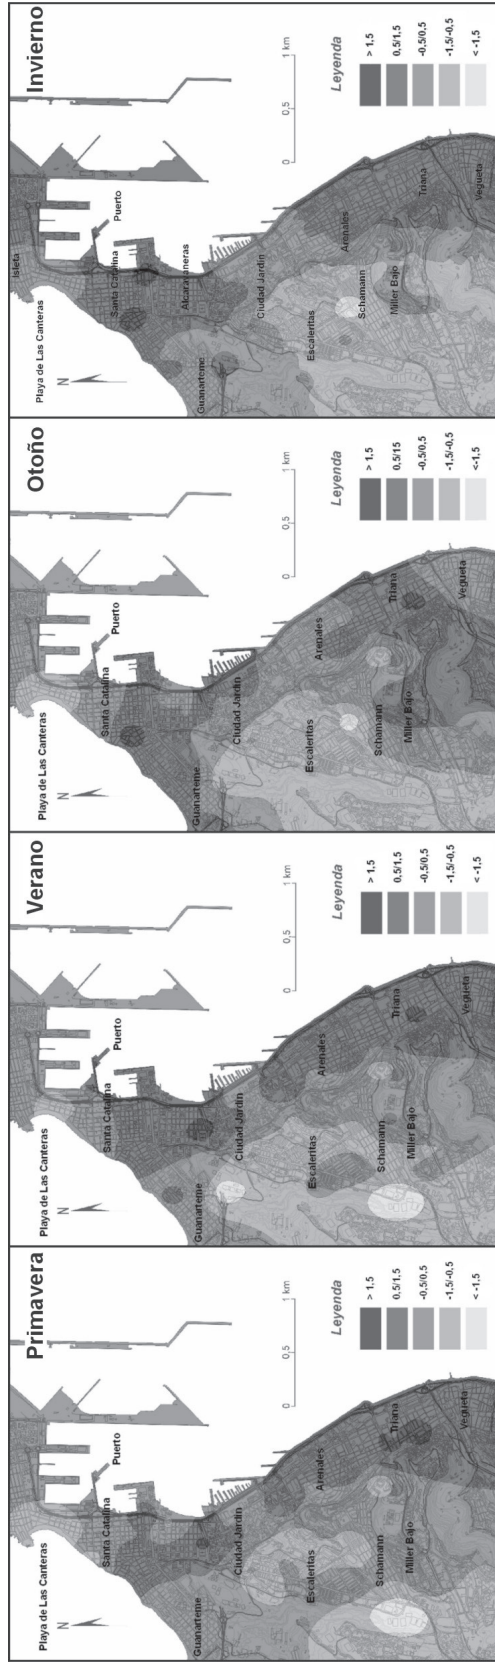 Primavera
Playa de Las Canteras
N
Santa Catalina
Puerto
Guanarteme
Ciudad Jardín
Escaleritas
Arenales
Schamann
Miller Bajo
Triana
Vegueta
0
0,5
1 km
Leyenda
> 1,5
0,5/1,5
-0,5/0,5
-1,5/-0,5
< -1,5
Verano
Playa de Las Canteras
N
Santa Catalina
Puerto
Guanarteme
Ciudad Jardín
Escaleritas
Arenales
Schamann
Miller Bajo
Triana
Vegueta
0
0,5
1 km
Leyenda
> 1,5
0,5/1,5
-0,5/0,5
-1,5/-0,5
< -1,5
Otoño
Playa de Las Canteras
N
Santa Catalina
Puerto
Guanarteme
Ciudad Jardín
Escaleritas
Arenales
Schamann
Miller Bajo
Triana
Vegueta
0
0,5
1 km
Leyenda
> 1,5
0,5/15
-0,5/0,5
-1,5/-0,5
<-1,5
Invierno
Isleta
Playa de Las Canteras
N
Santa Catalina
Puerto
Alcaravaneras
Guanarteme
Ciudad Jardín
Escaleritas
Arenales
Schamann
Miller Bajo
Triana
Vegueta
0
0,5
1 km
Leyenda
> 1,5
0,5/1,5
-0,5/0,5
-1,5/-0,5
< -1,5